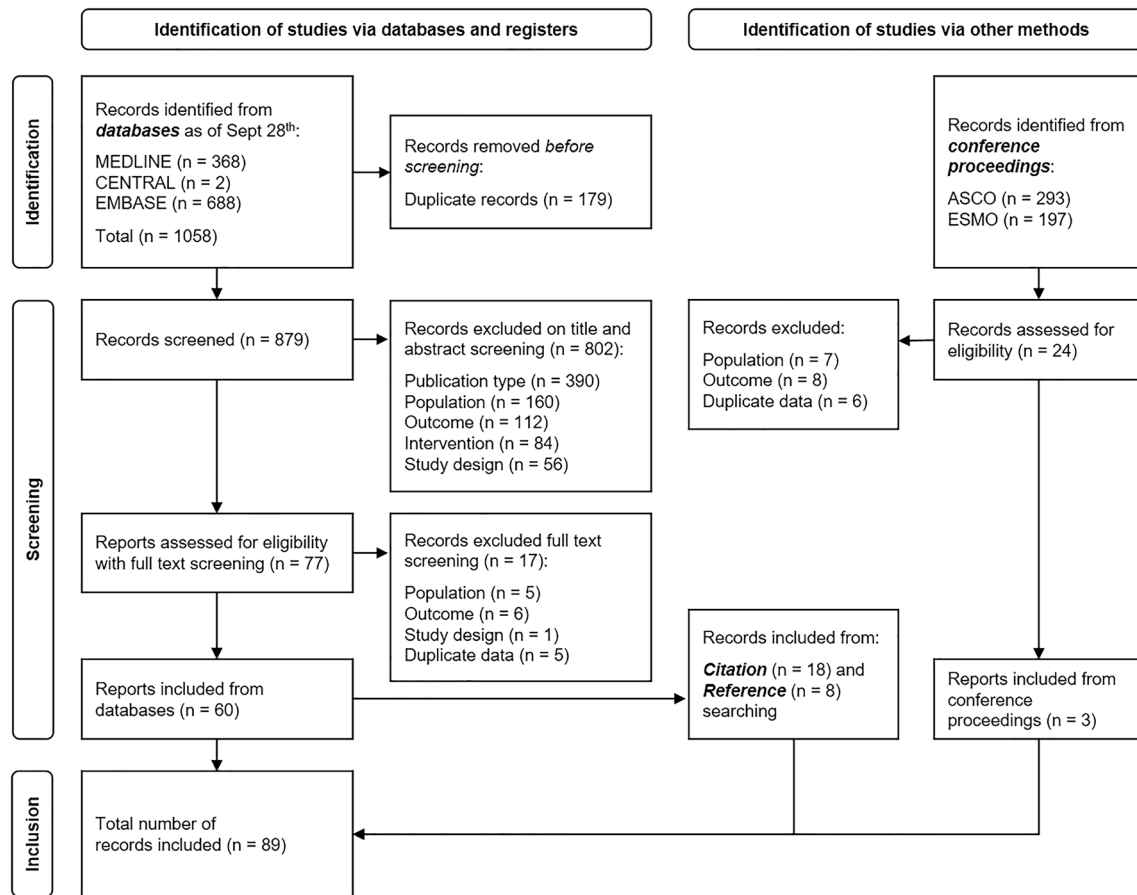 Identification of studies via databases and registers
Identification of studies via other methods
Identification
Records identified from
databases as of Sept 28th:
MEDLINE (n = 368)
CENTRAL (n = 2)
EMBASE (n = 688)
Total (n = 1058)
Records removed before
screening:
Duplicate records (n = 179)
Records identified from
conference
proceedings:
ASCO (n = 293)
ESMO (n = 197)
Screening
Records screened (n = 879)
Records excluded on title and
abstract screening (n = 802):
Publication type (n = 390)
Population (n = 160)
Outcome (n = 112)
Intervention (n = 84)
Study design (n = 56)
Records excluded:
Population (n = 7)
Outcome (n = 8)
Duplicate data (n = 6)
Records assessed for
eligibility (n = 24)
Reports assessed for eligibility
with full text screening (n = 77)
Records excluded full text
screening (n = 17):
Population (n = 5)
Outcome (n = 6)
Study design (n = 1)
Duplicate data (n = 5)
Reports included from
databases (n = 60)
Records included from:
Citation (n = 18) and
Reference (n = 8)
searching
Reports included from
conference
proceedings (n = 3)
Inclusion
Total number of
records included (n = 89)